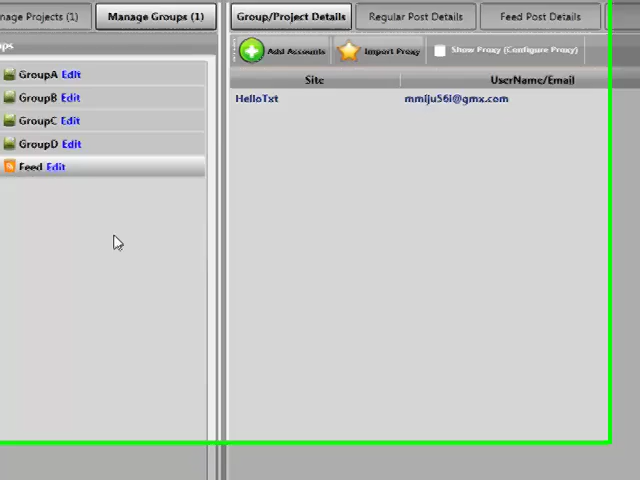 nage Projects (1) Manage Groups (1) Group/Project Details Regular Post Details Feed Post Details
ps
Add Accounts Import Proxy Show Proxy (Configure Proxy)
Site UserName/Email
GroupA Edit
HelloTxt mmiju56i@gmx.com
GroupB Edit
GroupC Edit
GroupD Edit
Feed Edit